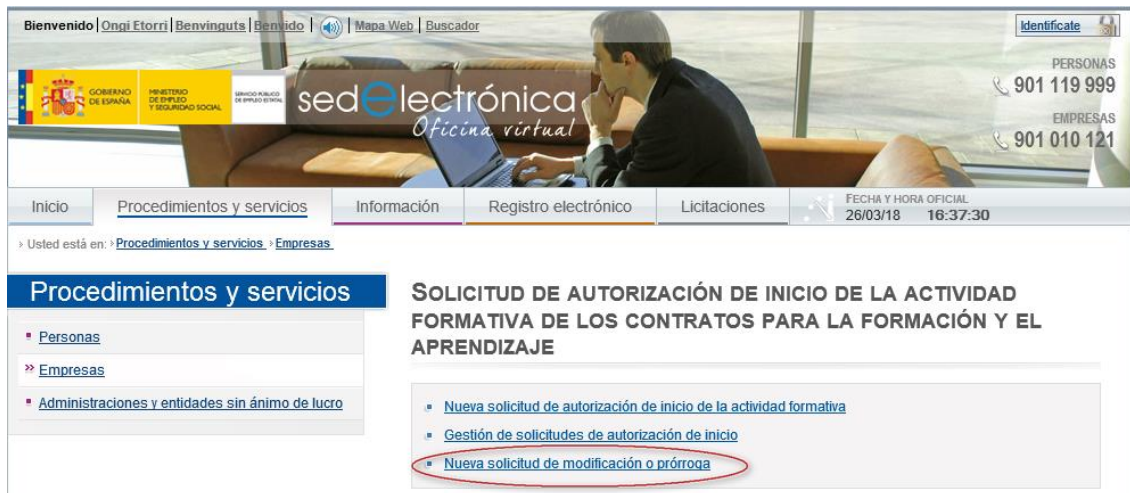 Bienvenido | Ongi Etorri | Benvinguts | Benvido | | Mapa Web | Buscador
Identifícate
PERSONAS
901 119 999
EMPRESAS
901 010 121
GOBIERNO DE ESPAÑA
MINISTERIO DE EMPLEO Y SEGURIDAD SOCIAL
SERVICIO PÚBLICO DE EMPLEO ESTATAL
sedelectrónica
Oficina virtual
Inicio
Procedimientos y servicios
Información
Registro electrónico
Licitaciones
FECHA Y HORA OFICIAL
26/03/18 16:37:30
Usted está en: Procedimientos y servicios Empresas
Procedimientos y servicios
Personas
Empresas
Administraciones y entidades sin ánimo de lucro
SOLICITUD DE AUTORIZACIÓN DE INICIO DE LA ACTIVIDAD
FORMATIVA DE LOS CONTRATOS PARA LA FORMACIÓN Y EL
APRENDIZAJE
Nueva solicitud de autorización de inicio de la actividad formativa
Gestión de solicitudes de autorización de inicio
Nueva solicitud de modificación o prórroga